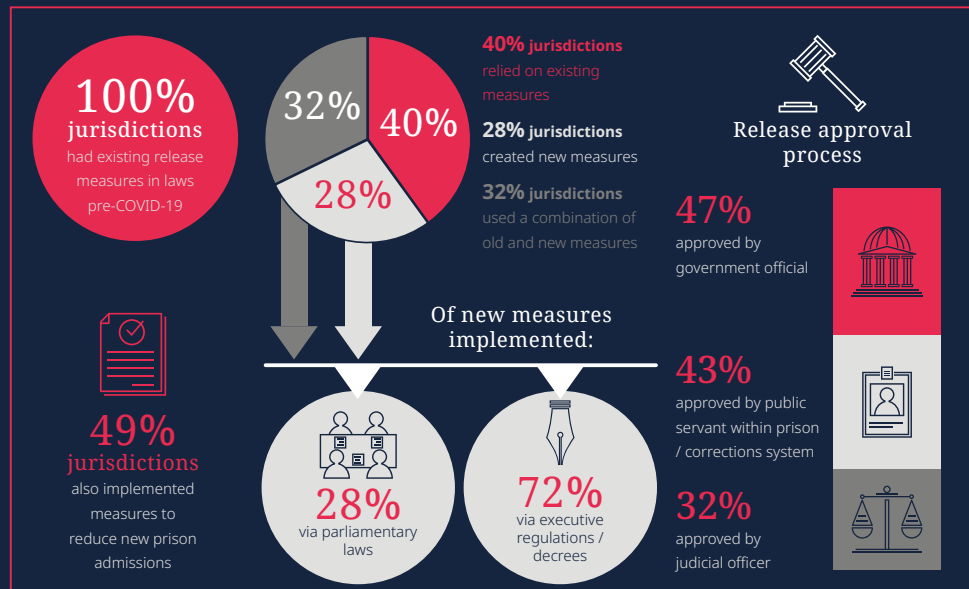 100%
jurisdictions
had existing release
measures in laws
pre-COVID-19
32%
40%
28%
40% jurisdictions
relied on existing
measures
28% jurisdictions
created new measures
32% jurisdictions
used a combination of
old and new measures
Release approval
process
47%
approved by
government official
43%
approved by public
servant within prison
/ corrections system
32%
approved by
judicial officer
49%
jurisdictions
also implemented
measures to
reduce new prison
admissions
Of new measures
implemented:
28%
via parliamentary
laws
72%
via executive
regulations /
decrees